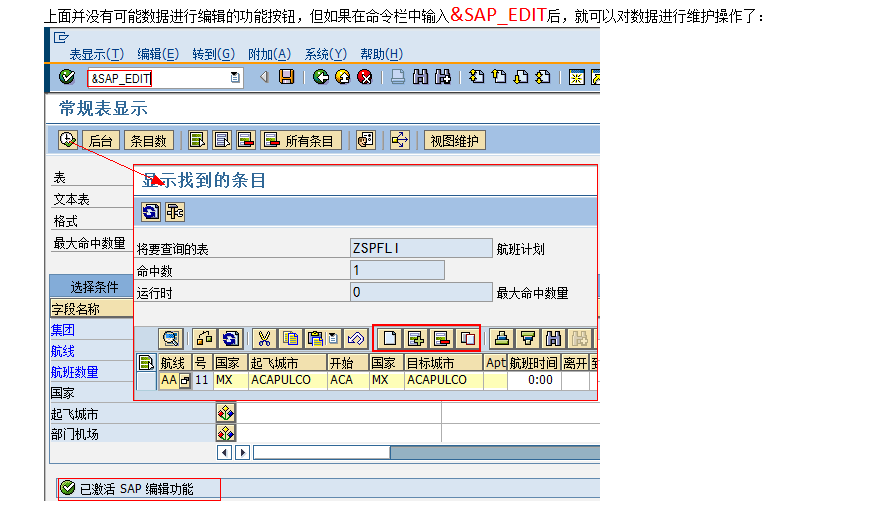 上面并没有可能数据进行编辑的功能按钮，但如果在命令栏中输入&SAP_EDIT后，就可以对数据进行维护操作了：
表显示(T) 编辑(E) 转到(G) 附加(A) 系统(Y) 帮助(H)
&SAP_EDIT
常规表显示
后台 条目数 所有条目 视图维护
表
文本表
格式
最大命中数量
显示找到的条目
将要查询的表 ZSPFLI 航班计划
命中数 1
运行时 0 最大命中数量
航线 号 国家 起飞城市 开始 国家 目标城市 Apt 航班时间 离开 到
AA 11 MX ACAPULCO ACA MX ACAPULCO 0:00
选择条件
字段名称
集团
航线
航班数量
国家
起飞城市
部门机场
已激活 SAP 编辑功能